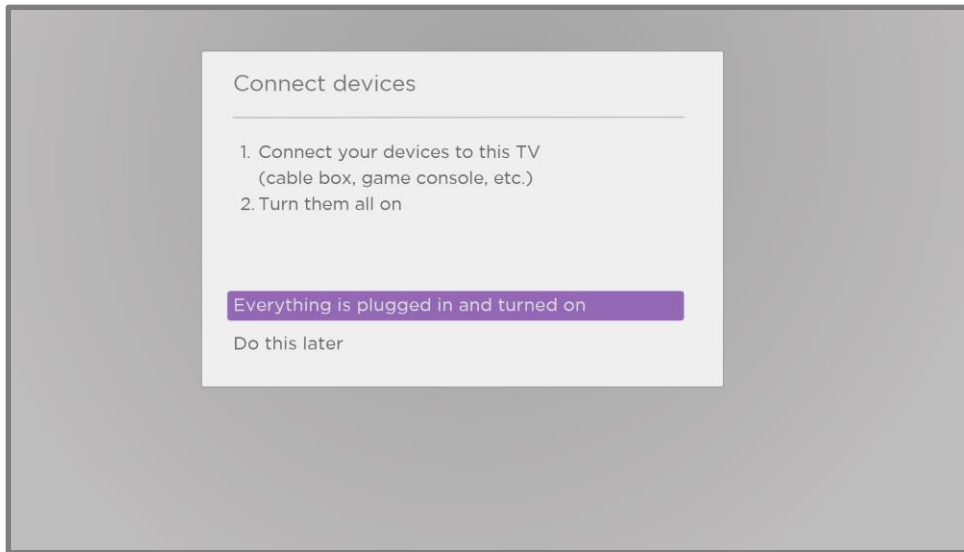 Connect devices
1. Connect your devices to this TV
(cable box, game console, etc.)
2. Turn them all on
Everything is plugged in and turned on
Do this later